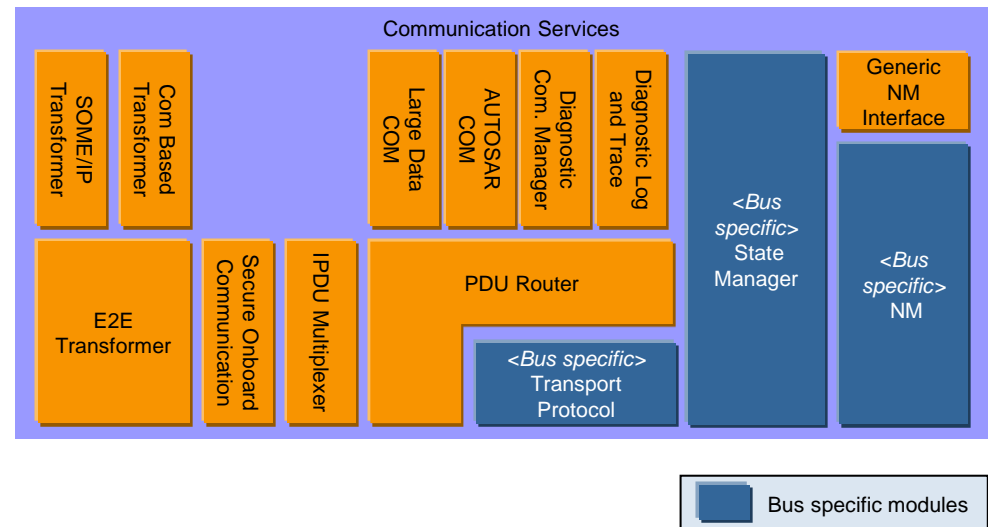 Communication Services
SOME/IP
Transformer
Com Based
Transformer
Large Data
COM
AUTOSAR
COM
Diagnostic
Com. Manager
Diagnostic Log
and Trace
<Bus
specific>
State
Manager
Generic
NM
Interface
<Bus
specific>
NM
E2E
Transformer
Secure Onboard
Communication
IPDU Multiplexer
PDU Router
<Bus specific>
Transport
Protocol
Bus specific modules